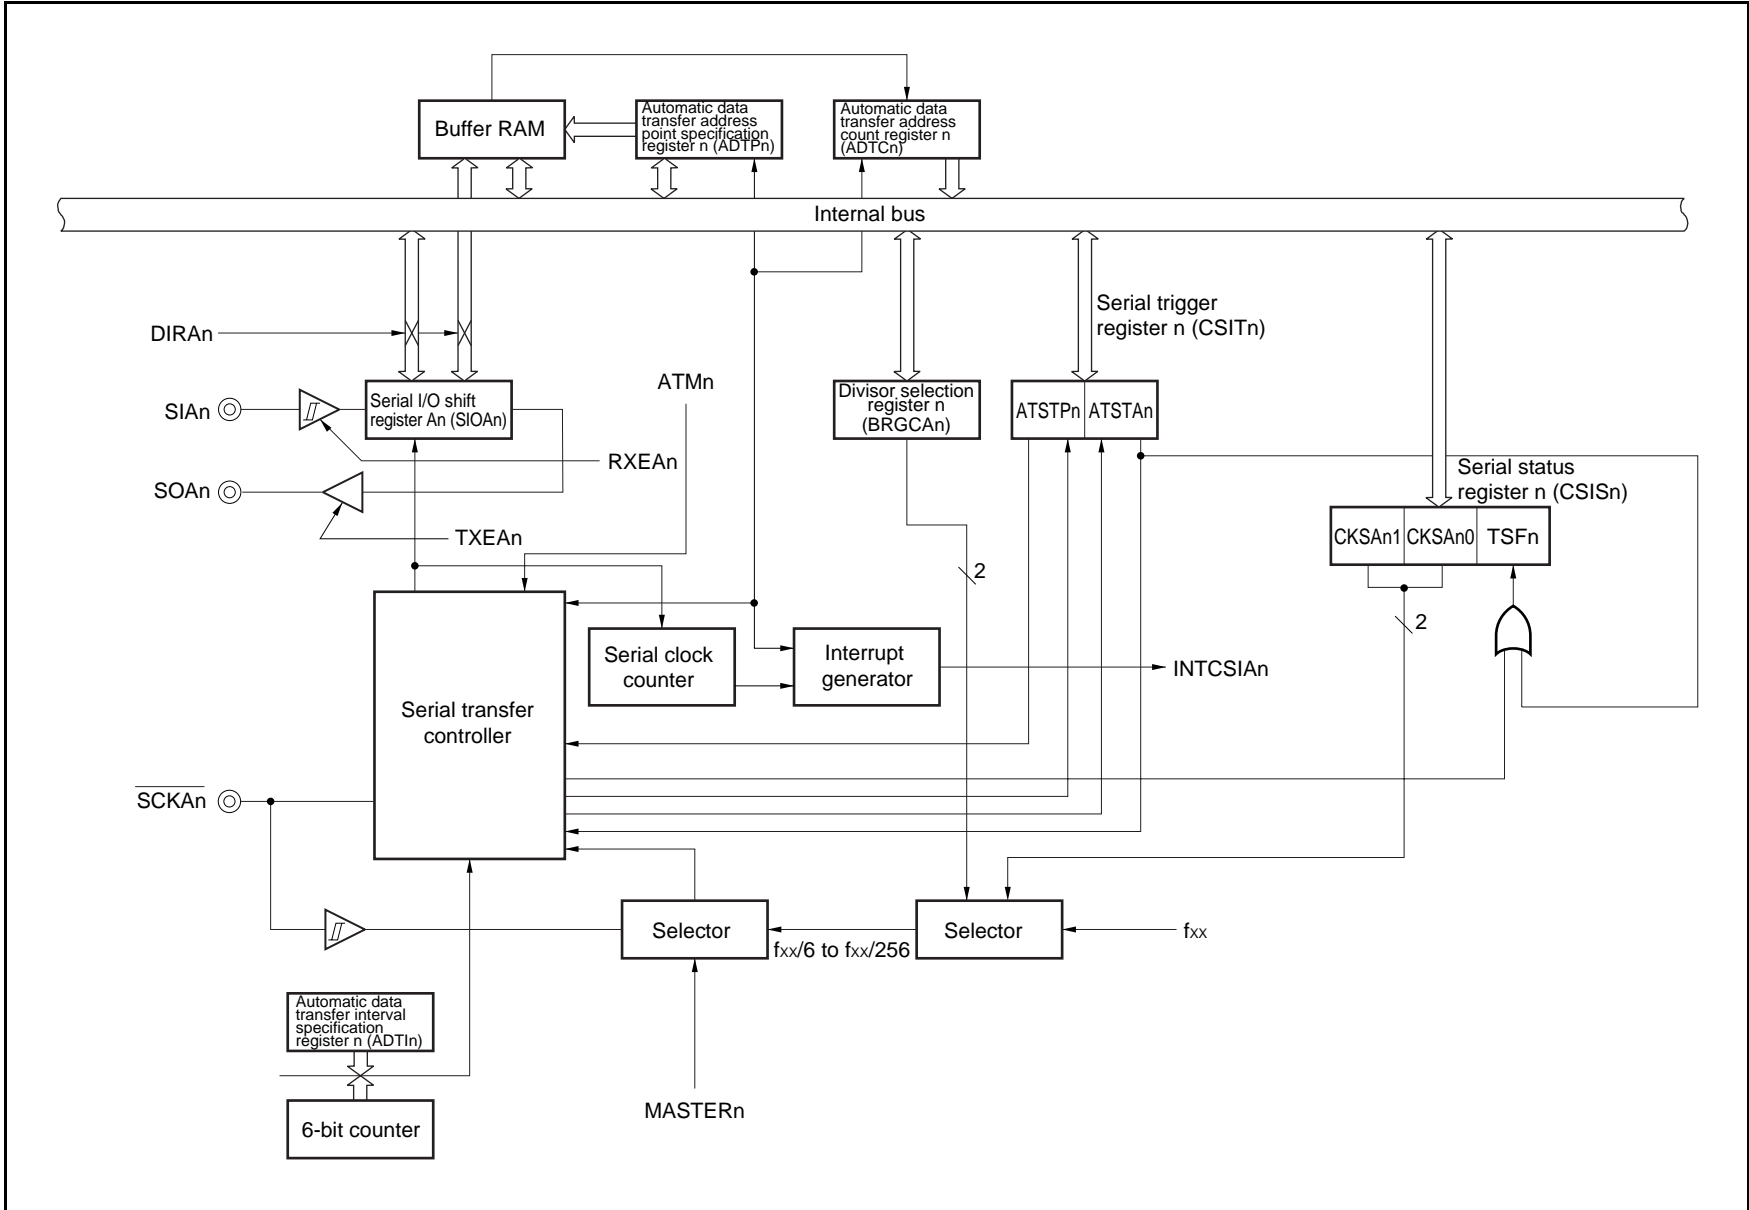 Buffer RAM
Automatic data
transfer address
point specification
register n (ADTPn)
Automatic data
transfer address
count register n
(ADTCn)
Internal bus
DIRAn
SIAn
Serial I/O shift
register An (SIOAn)
RXEAn
SOAn
TXEAn
ATMn
Divisor selection
register n
(BRGCAn)
Serial trigger
register n (CSITn)
ATSTPn ATSTAn
Serial status
register n (CSISn)
CKSAn1 CKSAn0 TSFn
2
2
Serial clock
counter
Interrupt
generator
INTCSIAn
Serial transfer
controller
SCKAn
Selector
fxx/6 to fxx/256
Selector
fxx
Automatic data
transfer interval
specification
register n (ADTIn)
6-bit counter
MASTERn